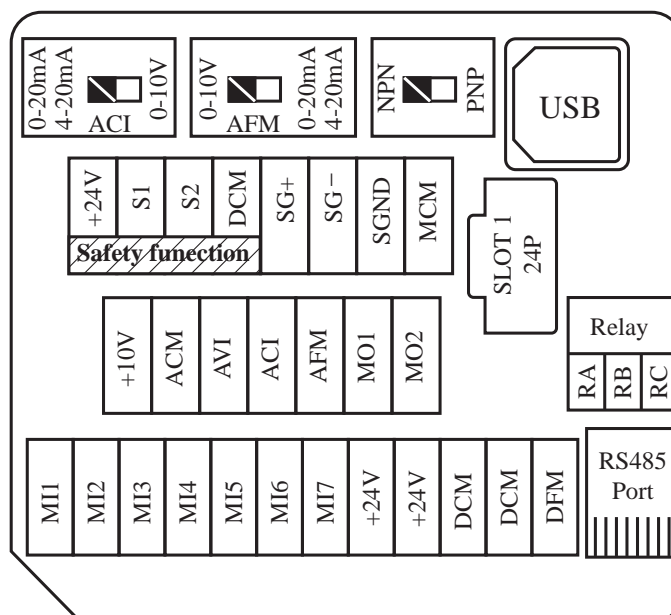 0-20mA
4-20mA
0-10V
ACI
0-10V
0-20mA
4-20mA
AFM
NPN
PNP
USB
+24V
S1
S2
DCM
SG+
SG−
SGND
MCM
Safety funection
SLOT 1
24P
+10V
ACM
AVI
ACI
AFM
MO1
MO2
Relay
RA
RB
RC
MI1
MI2
MI3
MI4
MI5
MI6
MI7
+24V
+24V
DCM
DCM
DFM
RS485
Port